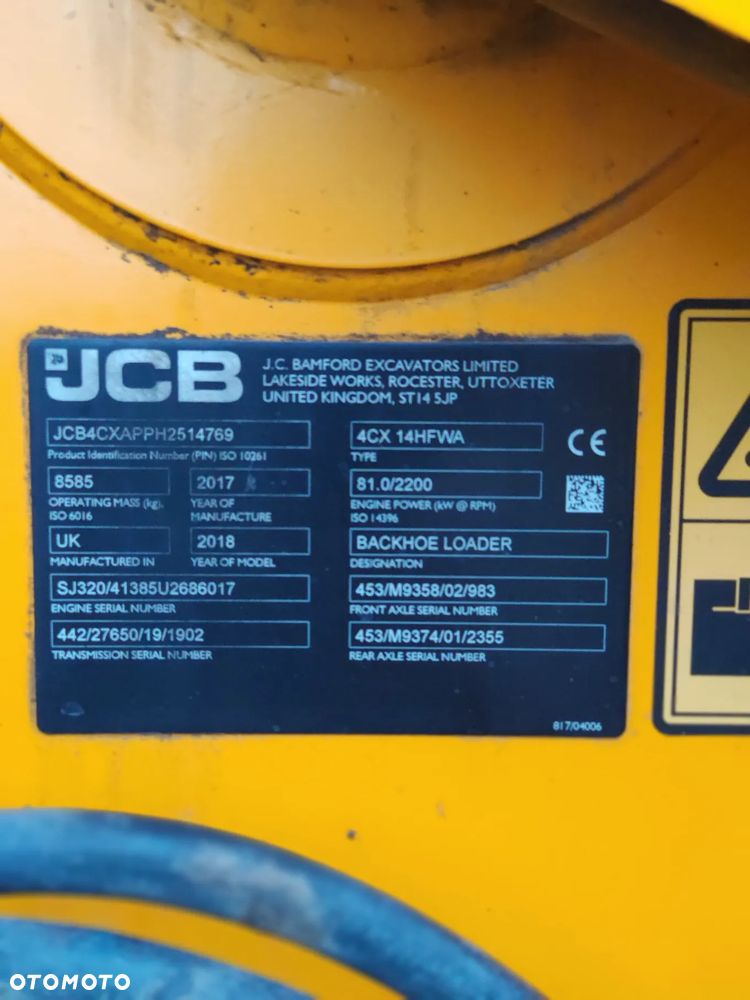 JCB
J.C. BAMFORD EXCAVATORS LIMITED
LAKESIDE WORKS, ROCESTER, UTTOXETER
UNITED KINGDOM, ST14 5JP
JCB4CXAPPH2514769
Product Identification Number (PIN) ISO 10261
4CX 14HFWA
TYPE
CE
8585
OPERATING MASS (kg).
ISO 6016
2017
YEAR OF
MANUFACTURE
81.0/2200
ENGINE POWER (kW @ RPM)
ISO 14396
UK
MANUFACTURED IN
2018
YEAR OF MODEL
BACKHOE LOADER
DESIGNATION
SJ320/41385U2686017
ENGINE SERIAL NUMBER
453/M9358/02/983
FRONT AXLE SERIAL NUMBER
442/27650/19/1902
TRANSMISSION SERIAL NUMBER
453/M9374/01/2355
REAR AXLE SERIAL NUMBER
817/04006
OTOMOTO